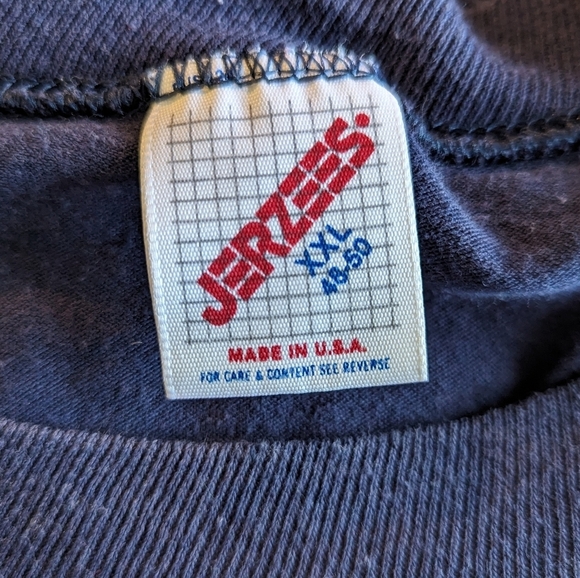 JERZEES.
XXL
48-50
MADE IN U.S.A.
FOR CARE & CONTENT SEE REVERSE